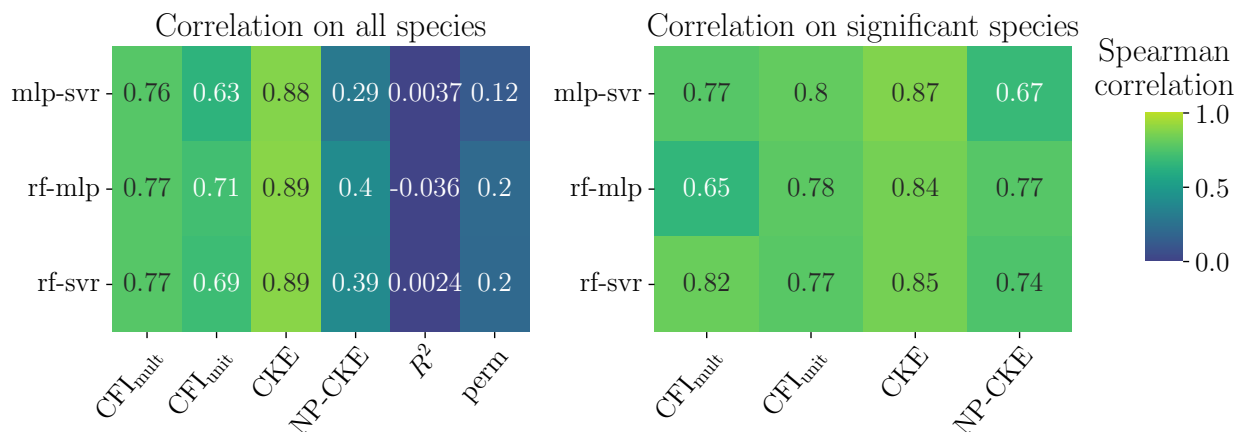 Correlation on all species
Correlation on significant species
Spearman
correlation
mlp-svr 0.76 0.63 0.88 0.29 0.0037 0.12
rf-mlp 0.77 0.71 0.89 0.4 -0.036 0.2
rf-svr 0.77 0.69 0.89 0.39 0.0024 0.2
CFI_mult CFI_unit CKE NP-CKE R² perm
mlp-svr 0.77 0.8 0.87 0.67
rf-mlp 0.65 0.78 0.84 0.77
rf-svr 0.82 0.77 0.85 0.74
CFI_mult CFI_unit CKE NP-CKE
1.0
0.5
0.0